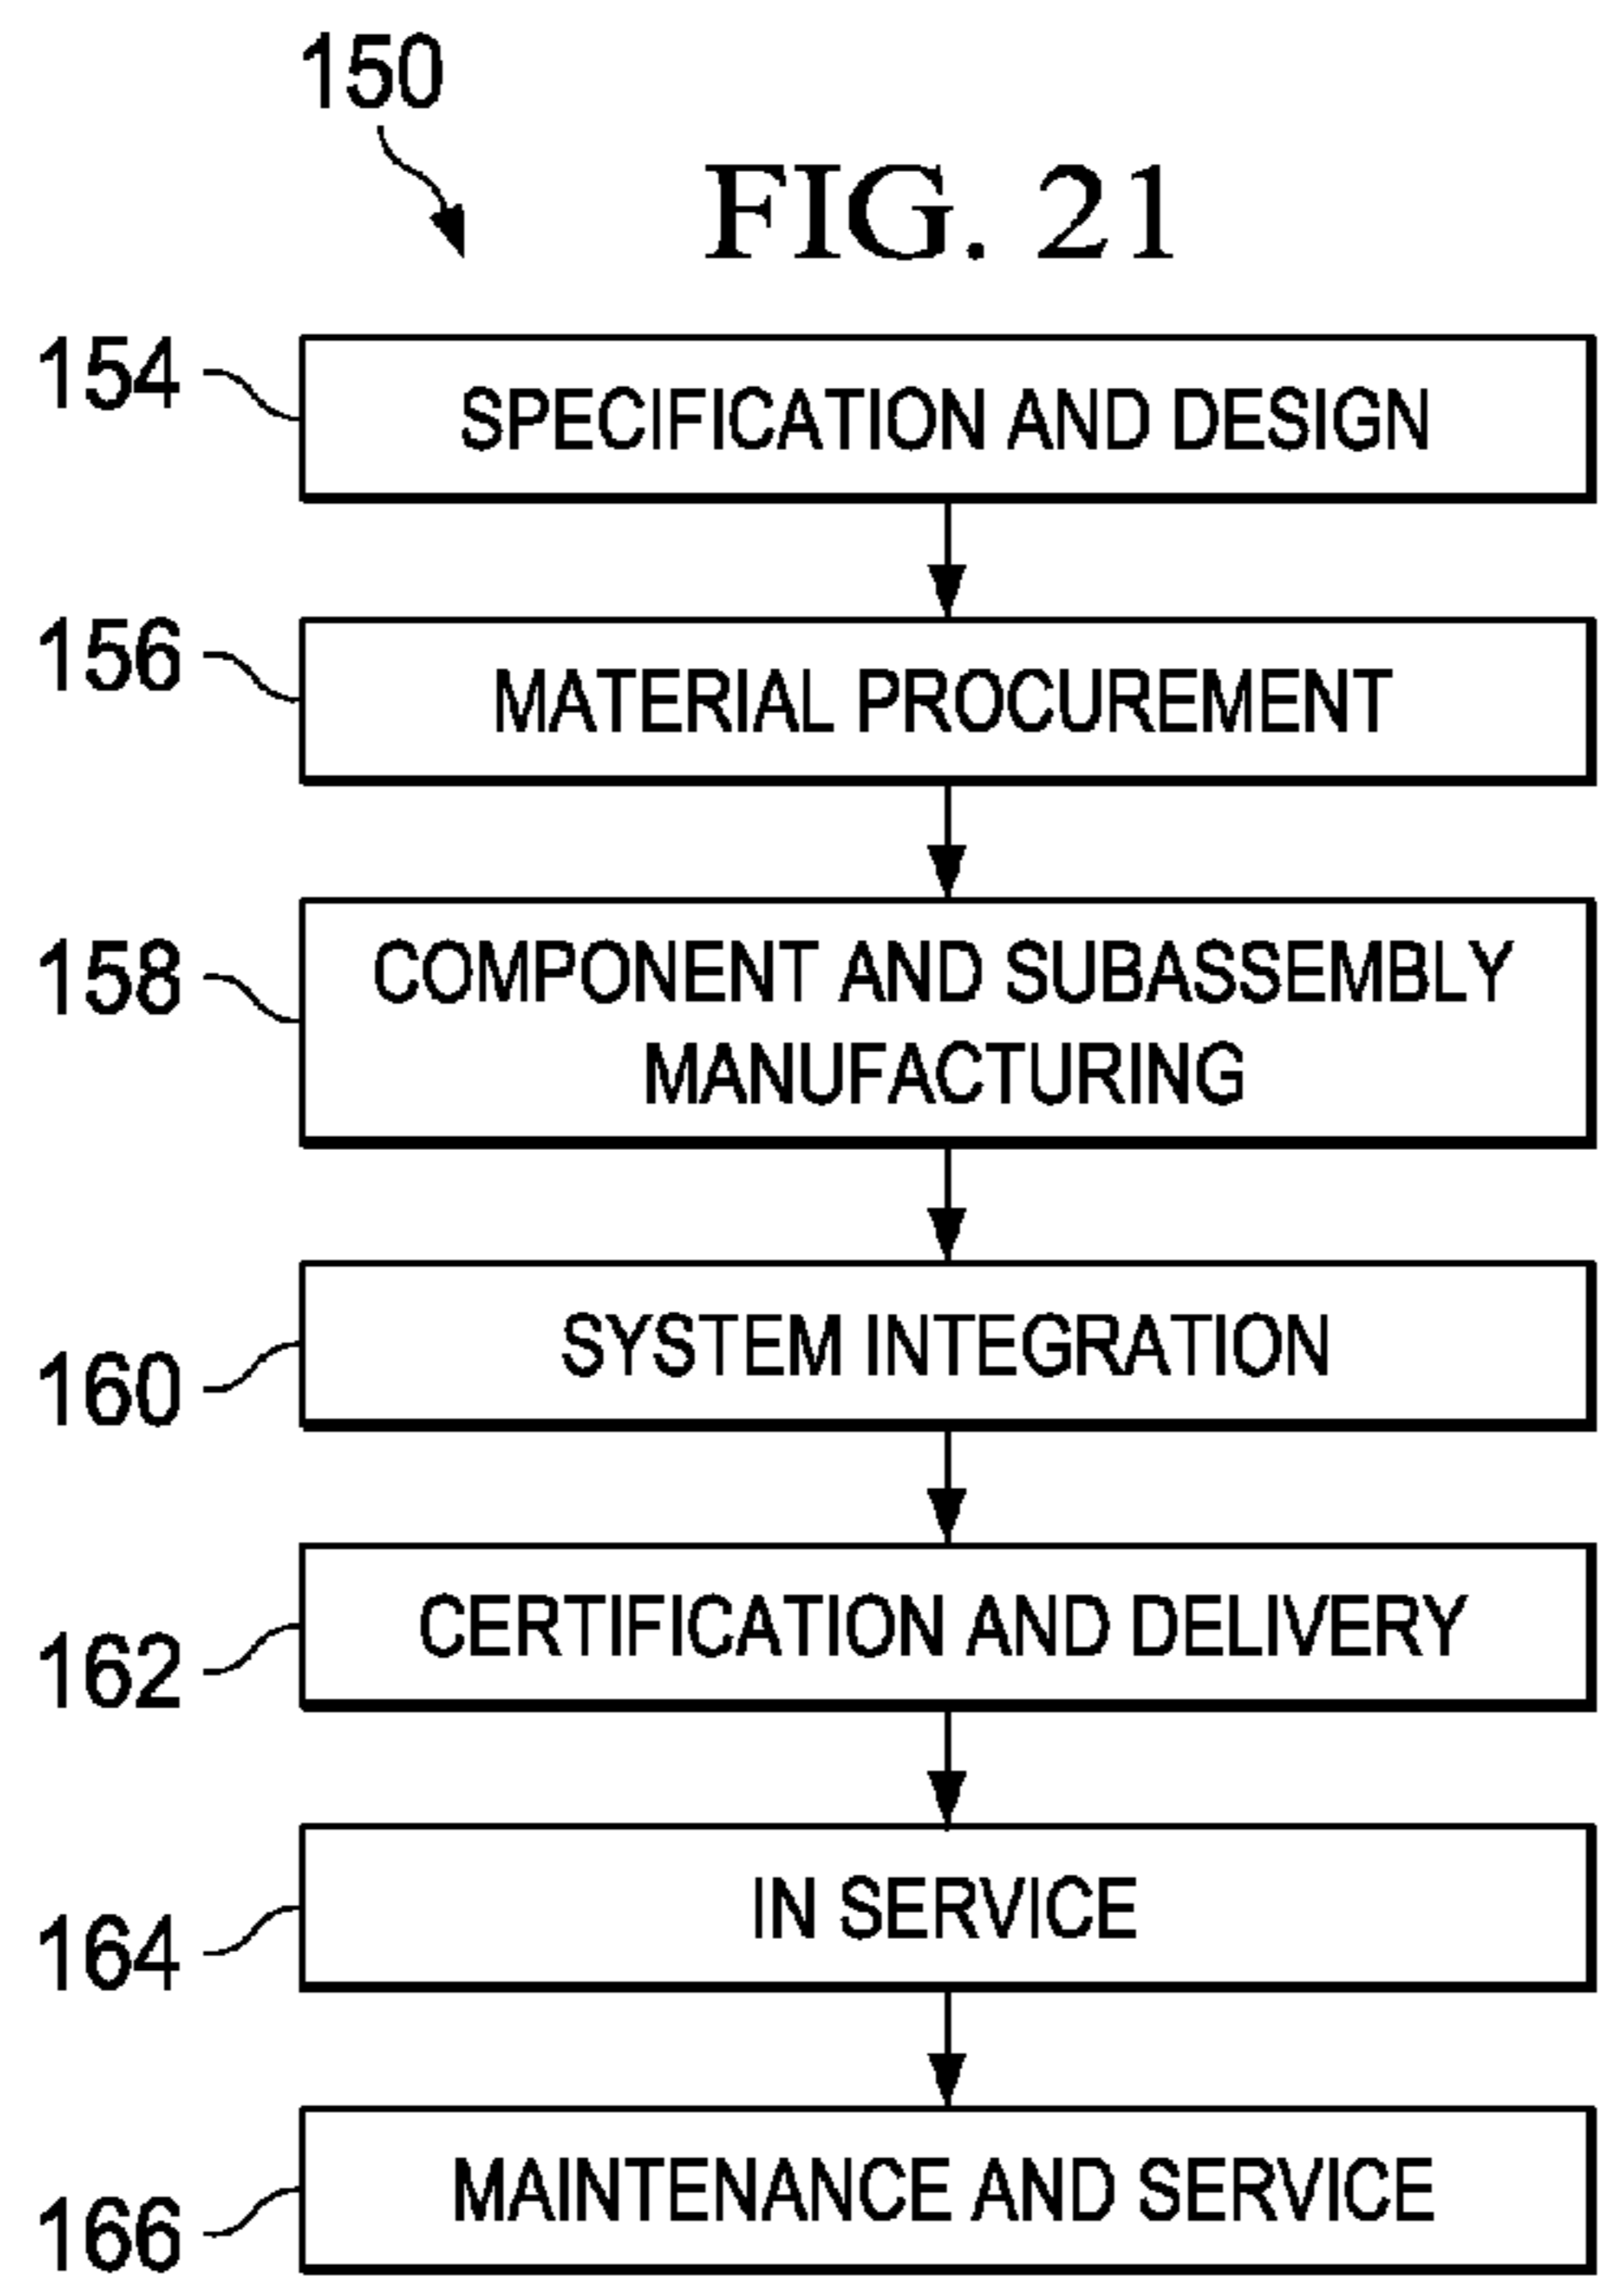 150
FIG. 21
154
SPECIFICATION AND DESIGN
156
MATERIAL PROCUREMENT
158
COMPONENT AND SUBASSEMBLY
MANUFACTURING
160
SYSTEM INTEGRATION
162
CERTIFICATION AND DELIVERY
164
IN SERVICE
166
MAINTENANCE AND SERVICE